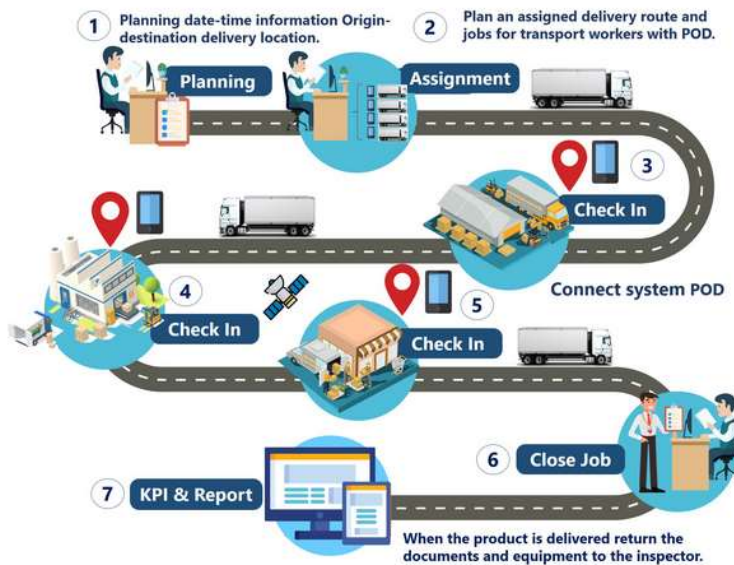 1
Planning date-time information Origin-
destination delivery location.
2
Plan an assigned delivery route and
jobs for transport workers with POD.
Planning
Assignment
3
Check In
Connect system POD
4
Check In
5
Check In
6
Close Job
7
KPI & Report
When the product is delivered return the
documents and equipment to the inspector.